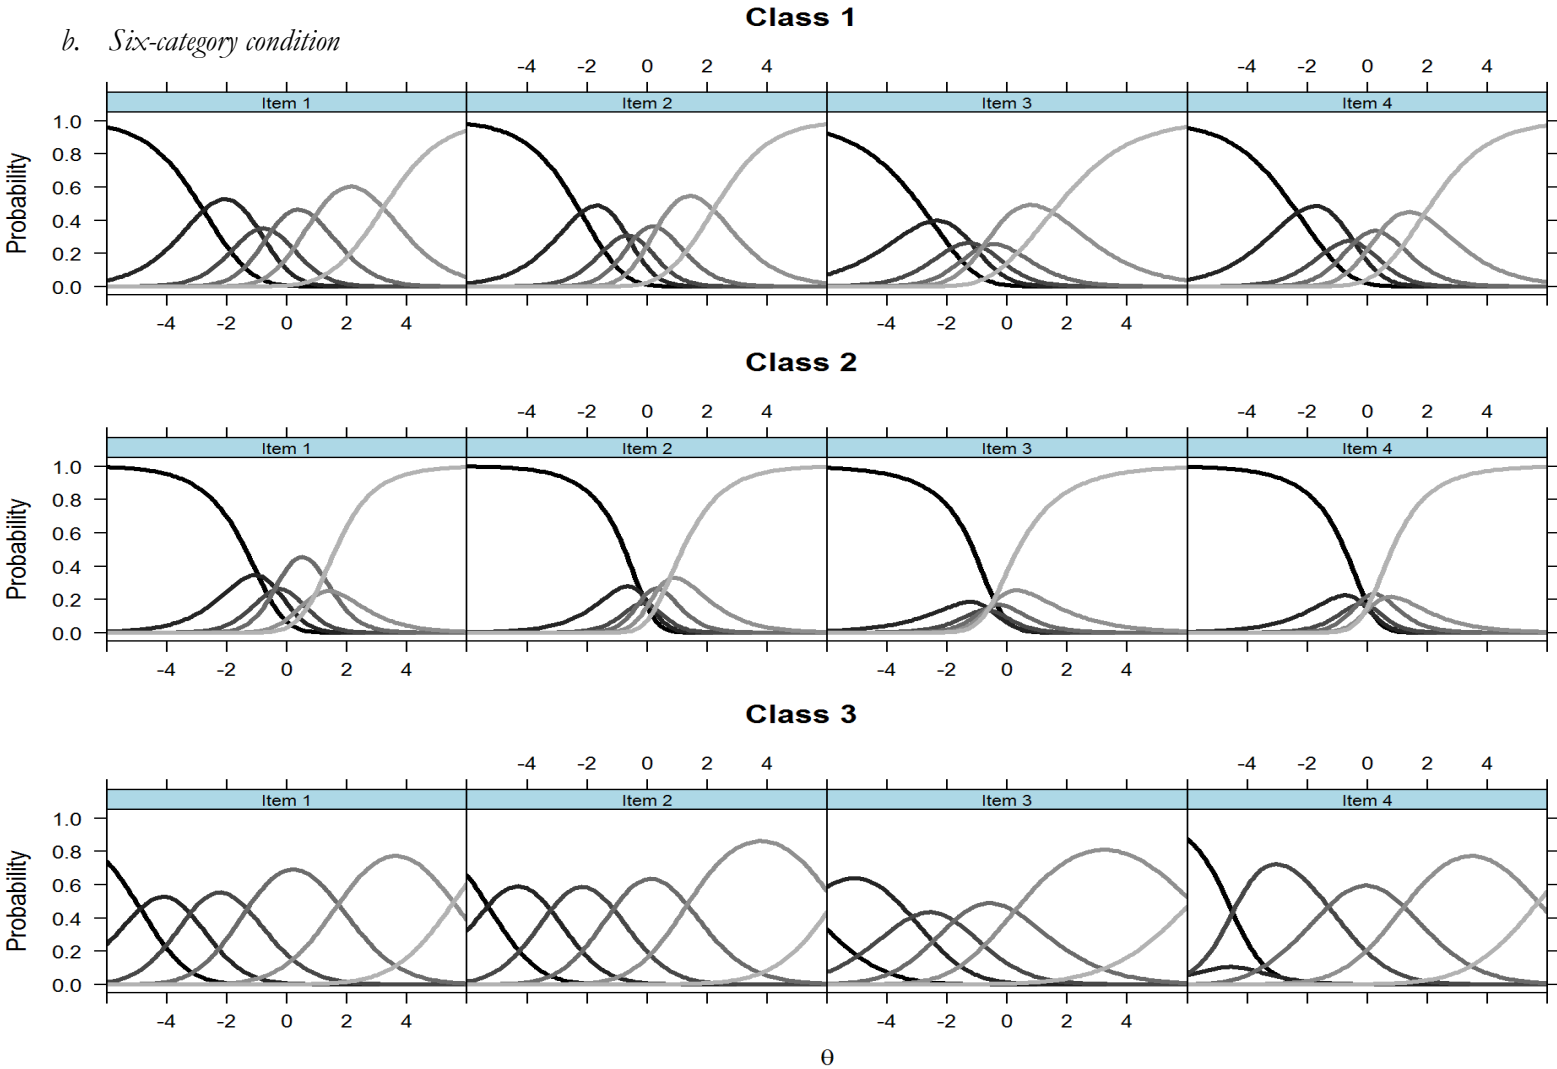 Class 1
b. Six-category condition
-4 -2 0 2 4 -4 -2 0 2 4
Item 1 Item 2 Item 3 Item 4
Probability
1.0
0.8
0.6
0.4
0.2
0.0
-4 -2 0 2 4 -4 -2 0 2 4
Class 2
-4 -2 0 2 4 -4 -2 0 2 4
Item 1 Item 2 Item 3 Item 4
Probability
1.0
0.8
0.6
0.4
0.2
0.0
-4 -2 0 2 4 -4 -2 0 2 4
Class 3
-4 -2 0 2 4 -4 -2 0 2 4
Item 1 Item 2 Item 3 Item 4
Probability
1.0
0.8
0.6
0.4
0.2
0.0
-4 -2 0 2 4 -4 -2 0 2 4
θ